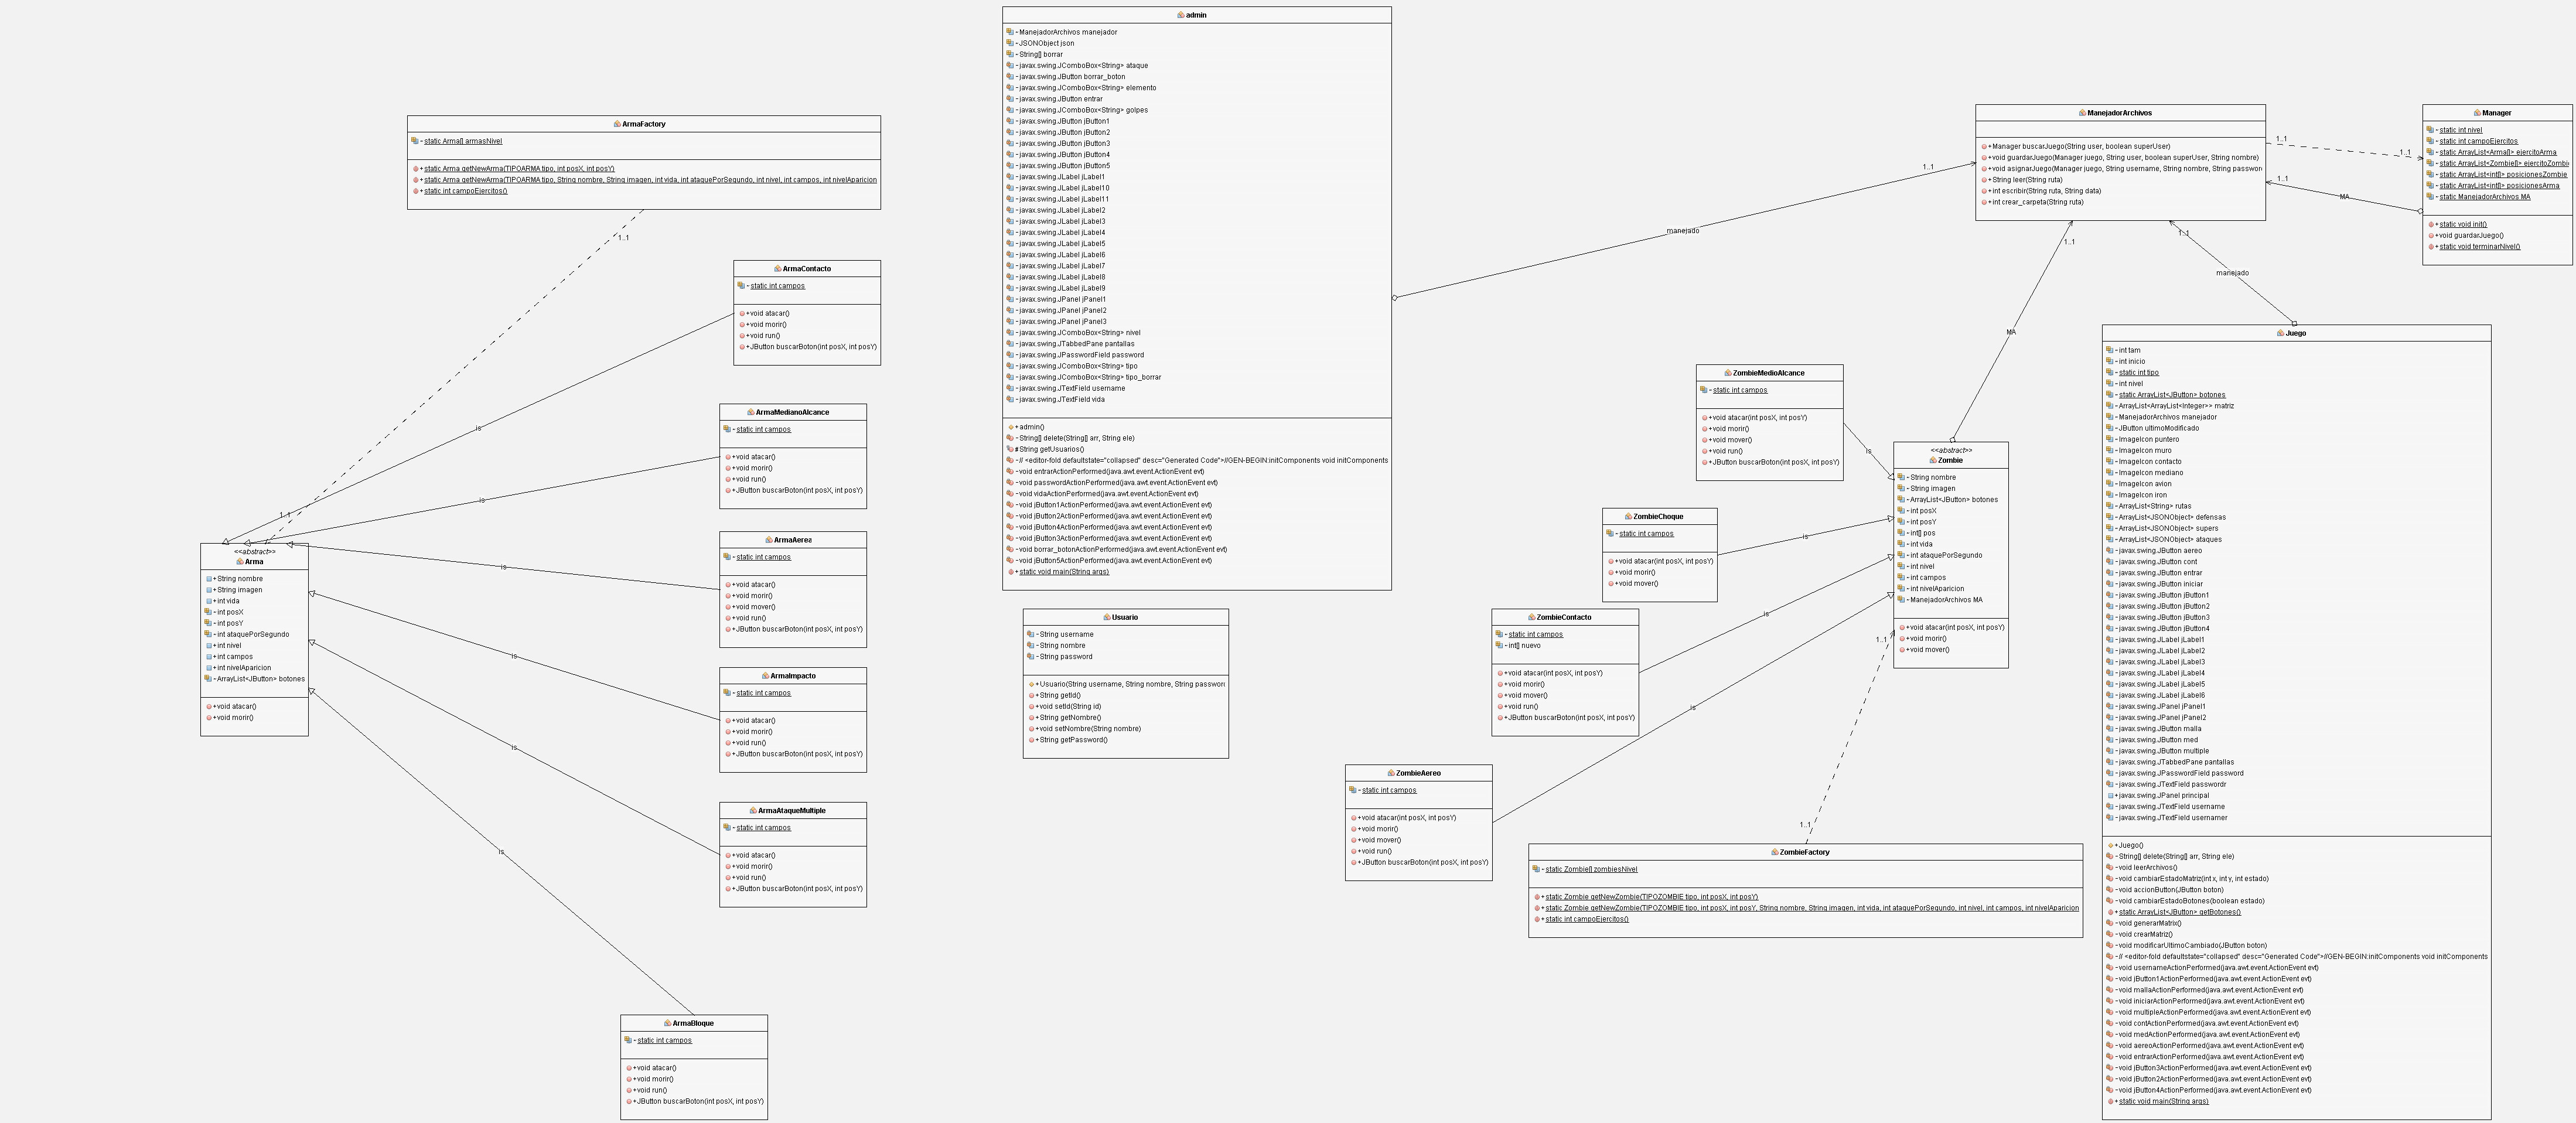 ArmaFactory
- static Arma[] armasNivel
+ static Arma getNewArma(TIPOARMA tipo, int posX, int posY)
+ static Arma getNewArma(TIPOARMA tipo, String nombre, String imagen, int vida, int ataquePorSegundo, int nivel, int campos, int nivelAparicion
+ static int campoEjercitos()
1..1
1..1
ArmaContacto
- static int campos
+ void atacar()
+ void morir()
+ void run()
+ JButton buscarBoton(int posX, int posY)
is
ArmaMedianoAlcance
- static int campos
+ void atacar()
+ void morir()
+ void run()
+ JButton buscarBoton(int posX, int posY)
is
ArmaAerea
- static int campos
+ void atacar()
+ void morir()
+ void mover()
+ void run()
+ JButton buscarBoton(int posX, int posY)
is
<<abstract>>
Arma
+ String nombre
+ String imagen
+ int vida
- int posX
- int posY
- int ataquePorSegundo
+ int nivel
+ int campos
+ int nivelAparicion
- ArrayList<JButton> botones
+ void atacar()
+ void morir()
ArmaImpacto
- static int campos
+ void atacar()
+ void morir()
+ void run()
+ JButton buscarBoton(int posX, int posY)
is
ArmaAtaqueMultiple
- static int campos
+ void atacar()
+ void morir()
+ void run()
+ JButton buscarBoton(int posX, int posY)
is
ArmaBloque
- static int campos
+ void atacar()
+ void morir()
+ void run()
+ JButton buscarBoton(int posX, int posY)
is
admin
- ManejadorArchivos manejador
- JSONObject json
- String[] borrar
- javax.swing.JComboBox<String> ataque
- javax.swing.JButton borrar_boton
- javax.swing.JComboBox<String> elemento
- javax.swing.JButton entrar
- javax.swing.JComboBox<String> golpes
- javax.swing.JButton jButton1
- javax.swing.JButton jButton2
- javax.swing.JButton jButton3
- javax.swing.JButton jButton4
- javax.swing.JButton jButton5
- javax.swing.JLabel jLabel1
- javax.swing.JLabel jLabel10
- javax.swing.JLabel jLabel11
- javax.swing.JLabel jLabel2
- javax.swing.JLabel jLabel3
- javax.swing.JLabel jLabel4
- javax.swing.JLabel jLabel5
- javax.swing.JLabel jLabel6
- javax.swing.JLabel jLabel7
- javax.swing.JLabel jLabel8
- javax.swing.JLabel jLabel9
- javax.swing.JPanel jPanel1
- javax.swing.JPanel jPanel2
- javax.swing.JPanel jPanel3
- javax.swing.JComboBox<String> nivel
- javax.swing.JTabbedPane pantallas
- javax.swing.JPasswordField password
- javax.swing.JComboBox<String> tipo
- javax.swing.JComboBox<String> tipo_borrar
- javax.swing.JTextField username
- javax.swing.JTextField vida
+ admin()
- String[] delete(String[] arr, String ele)
# String getUsuarios()
- // <editor-fold defaultstate="collapsed" desc="Generated Code">//GEN-BEGIN:initComponents void initComponents
- void entrarActionPerformed(java.awt.event.ActionEvent evt)
- void passwordActionPerformed(java.awt.event.ActionEvent evt)
- void vidaActionPerformed(java.awt.event.ActionEvent evt)
- void jButton1ActionPerformed(java.awt.event.ActionEvent evt)
- void jButton2ActionPerformed(java.awt.event.ActionEvent evt)
- void jButton4ActionPerformed(java.awt.event.ActionEvent evt)
- void jButton3ActionPerformed(java.awt.event.ActionEvent evt)
- void borrar_botonActionPerformed(java.awt.event.ActionEvent evt)
- void jButton5ActionPerformed(java.awt.event.ActionEvent evt)
+ static void main(String args)
manejado
1..1
Usuario
- String username
- String nombre
- String password
+ Usuario(String username, String nombre, String password
+ String getId()
+ void setId(String id)
+ String getNombre()
+ void setNombre(String nombre)
+ String getPassword()
ManejadorArchivos
+ Manager buscarJuego(String user, boolean superUser)
+ void guardarJuego(Manager juego, String user, boolean superUser, String nombre)
+ void asignarJuego(Manager juego, String username, String nombre, String passwor
+ String leer(String ruta)
+ int escribir(String ruta, String data)
+ int crear_carpeta(String ruta)
1..1
1..1
1..1
MA
Manager
- static int nivel
- static int campoEjercitos
- static ArrayList<Arma[]> ejercitoArma
- static ArrayList<Zombie[]> ejercitoZombi
- static ArrayList<int[]> posicionesZombie
- static ArrayList<int[]> posicionesArma
- static ManejadorArchivos MA
+ static void init()
+ void guardarJuego()
+ static void terminarNivel()
1..1
MA
1..1
manejado
ZombieMedioAlcance
- static int campos
+ void atacar(int posX, int posY)
+ void morir()
+ void mover()
+ void run()
+ JButton buscarBoton(int posX, int posY)
is
ZombieChoque
- static int campos
+ void atacar(int posX, int posY)
+ void morir()
+ void mover()
is
ZombieContacto
- static int campos
- int[] nuevo
+ void atacar(int posX, int posY)
+ void morir()
+ void mover()
+ void run()
+ JButton buscarBoton(int posX, int posY)
is
ZombieAereo
- static int campos
+ void atacar(int posX, int posY)
+ void morir()
+ void mover()
+ void run()
+ JButton buscarBoton(int posX, int posY)
is
<<abstract>>
Zombie
- String nombre
- String imagen
- ArrayList<JButton> botones
- int posX
- int posY
- int[] pos
- int vida
- int ataquePorSegundo
- int nivel
- int campos
- int nivelAparicion
- ManejadorArchivos MA
+ void atacar(int posX, int posY)
+ void morir()
+ void mover()
1..1
1..1
ZombieFactory
- static Zombie[] zombiesNivel
+ static Zombie getNewZombie(TIPOZOMBIE tipo, int posX, int posY)
+ static Zombie getNewZombie(TIPOZOMBIE tipo, int posX, int posY, String nombre, String imagen, int vida, int ataquePorSegundo, int nivel, int campos, int nivelAparicion
+ static int campoEjercitos()
Juego
- int tam
- int inicio
- static int tipo
- int nivel
- static ArrayList<JButton> botones
- ArrayList<ArrayList<Integer>> matriz
- ManejadorArchivos manejador
- JButton ultimoModificado
- ImageIcon puntero
- ImageIcon muro
- ImageIcon contacto
- ImageIcon mediano
- ImageIcon avion
- ImageIcon iron
- ArrayList<String> rutas
- ArrayList<JSONObject> defensas
- ArrayList<JSONObject> supers
- ArrayList<JSONObject> ataques
- javax.swing.JButton aereo
- javax.swing.JButton cont
- javax.swing.JButton entrar
- javax.swing.JButton iniciar
- javax.swing.JButton jButton1
- javax.swing.JButton jButton2
- javax.swing.JButton jButton3
- javax.swing.JButton jButton4
- javax.swing.JLabel jLabel1
- javax.swing.JLabel jLabel2
- javax.swing.JLabel jLabel3
- javax.swing.JLabel jLabel4
- javax.swing.JLabel jLabel5
- javax.swing.JLabel jLabel6
- javax.swing.JPanel jPanel1
- javax.swing.JPanel jPanel2
- javax.swing.JButton malla
- javax.swing.JButton med
- javax.swing.JButton multiple
- javax.swing.JTabbedPane pantallas
- javax.swing.JPasswordField password
- javax.swing.JTextField passwordr
+ javax.swing.JPanel principal
- javax.swing.JTextField username
- javax.swing.JTextField usernamer
+ Juego()
- String[] delete(String[] arr, String ele)
- void leerArchivos()
- void cambiarEstadoMatriz(int x, int y, int estado)
- void accionButton(JButton boton)
- void cambiarEstadoBotones(boolean estado)
+ static ArrayList<JButton> getBotones()
- void generarMatrix()
- void crearMatriz()
- void modificarUltimoCambiado(JButton boton)
- // <editor-fold defaultstate="collapsed" desc="Generated Code">//GEN-BEGIN:initComponents void initComponents
- void usernameActionPerformed(java.awt.event.ActionEvent evt)
- void jButton1ActionPerformed(java.awt.event.ActionEvent evt)
- void mallaActionPerformed(java.awt.event.ActionEvent evt)
- void iniciarActionPerformed(java.awt.event.ActionEvent evt)
- void multipleActionPerformed(java.awt.event.ActionEvent evt)
- void contActionPerformed(java.awt.event.ActionEvent evt)
- void medActionPerformed(java.awt.event.ActionEvent evt)
- void aereoActionPerformed(java.awt.event.ActionEvent evt)
- void entrarActionPerformed(java.awt.event.ActionEvent evt)
- void jButton3ActionPerformed(java.awt.event.ActionEvent evt)
- void jButton2ActionPerformed(java.awt.event.ActionEvent evt)
- void jButton4ActionPerformed(java.awt.event.ActionEvent evt)
+ static void main(String args)